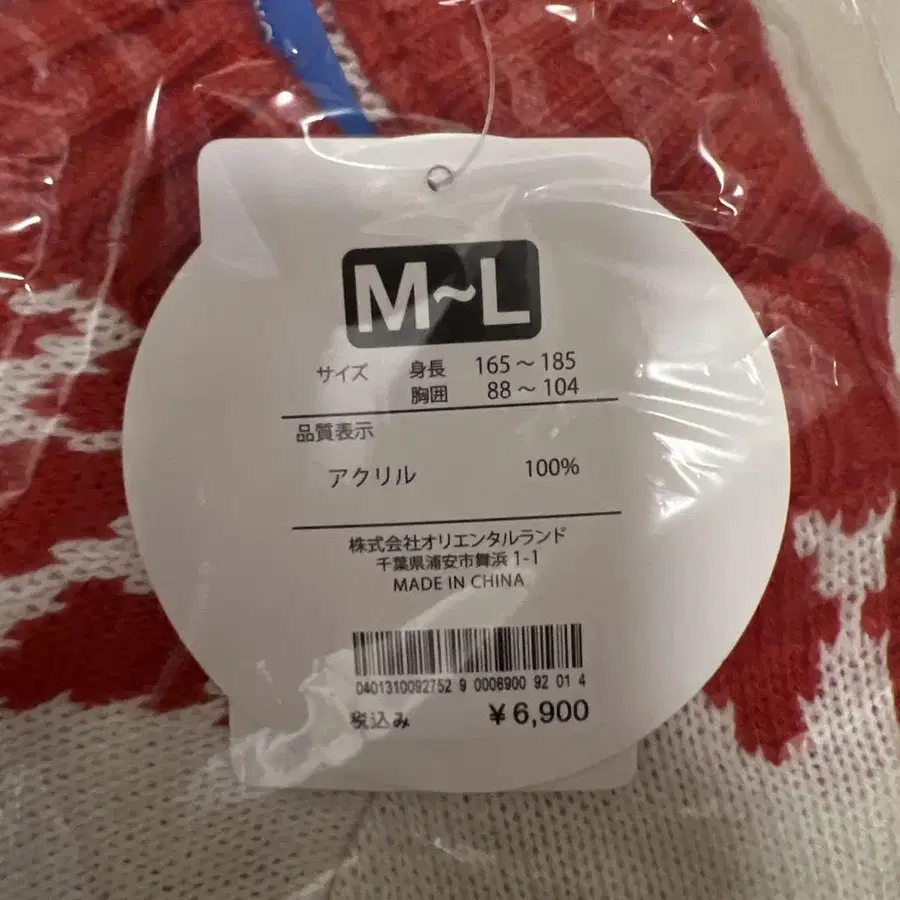 M~L
サイズ 身長 165～185
胸囲 88～104
品質表示
アクリル 100%
株式会社オリエンタルランド
千葉県浦安市舞浜 1-1
MADE IN CHINA
0401310092752 9 0006900 92 01 4
税込み ¥6,900